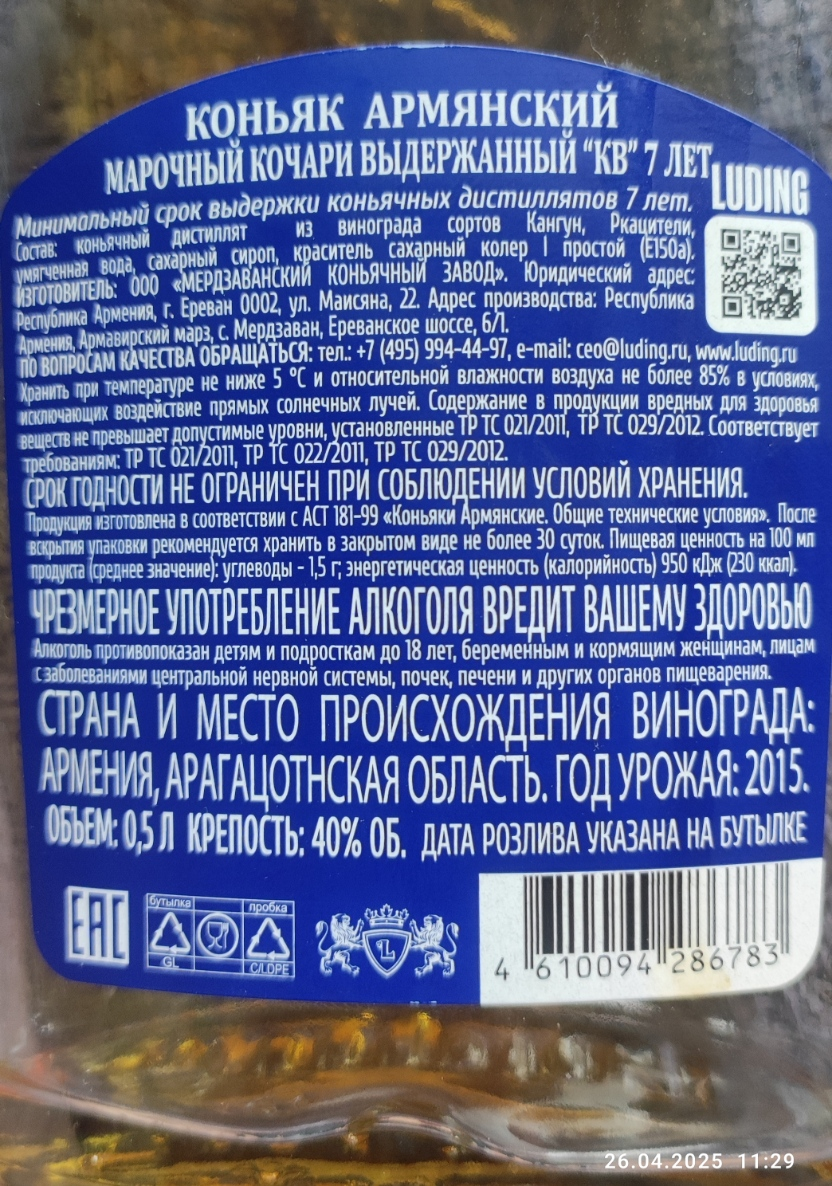 КОНЬЯК АРМЯНСКИЙ
МАРОЧНЫЙ КОЧАРИ ВЫДЕРЖАННЫЙ "КВ" 7 ЛЕТ
LUDING
Минимальный срок выдержки коньячных дистиллятов 7 лет.
Состав: коньячный дистиллят из винограда сортов Кангун, Ркацители,
умягченная вода, сахарный сироп, краситель сахарный колер I простой (E150a).
ИЗГОТОВИТЕЛЬ: ООО «МЕРДЗАВАНСКИЙ КОНЬЯЧНЫЙ ЗАВОД». Юридический адрес:
Республика Армения, г. Ереван 0002, ул. Маисяна, 22. Адрес производства: Республика
Армения, Армавирский марз, с. Мердзаван, Ереванское шоссе, 6/1.
ПО ВОПРОСАМ КАЧЕСТВА ОБРАЩАТЬСЯ: тел.: +7 (495) 994-44-97, e-mail: ceo@luding.ru, www.luding.ru
Хранить при температуре не ниже 5 °C и относительной влажности воздуха не более 85% в условиях,
исключающих воздействие прямых солнечных лучей. Содержание в продукции вредных для здоровья
веществ не превышает допустимые уровни, установленные ТР ТС 021/2011, ТР ТС 029/2012. Соответствует
требованиям: ТР ТС 021/2011, ТР ТС 022/2011, ТР ТС 029/2012.
СРОК ГОДНОСТИ НЕ ОГРАНИЧЕН ПРИ СОБЛЮДЕНИИ УСЛОВИЙ ХРАНЕНИЯ.
Продукция изготовлена в соответствии с АСТ 181-99 «Коньяки Армянские. Общие технические условия». После
вскрытия упаковки рекомендуется хранить в закрытом виде не более 30 суток. Пищевая ценность на 100 мл
продукта (среднее значение): углеводы - 1,5 г; энергетическая ценность (калорийность) 950 кДж (230 ккал).
ЧРЕЗМЕРНОЕ УПОТРЕБЛЕНИЕ АЛКОГОЛЯ ВРЕДИТ ВАШЕМУ ЗДОРОВЬЮ
Алкоголь противопоказан детям и подросткам до 18 лет, беременным и кормящим женщинам, лицам
с заболеваниями центральной нервной системы, почек, печени и других органов пищеварения.
СТРАНА И МЕСТО ПРОИСХОЖДЕНИЯ ВИНОГРАДА:
АРМЕНИЯ, АРАГАЦОТНСКАЯ ОБЛАСТЬ. ГОД УРОЖАЯ: 2015.
ОБЪЕМ: 0,5 Л КРЕПОСТЬ: 40% ОБ. ДАТА РОЗЛИВА УКАЗАНА НА БУТЫЛКЕ
EAC
бутылка пробка
GL C/LDPE
L
4 610094 286783
26.04.2025 11:29